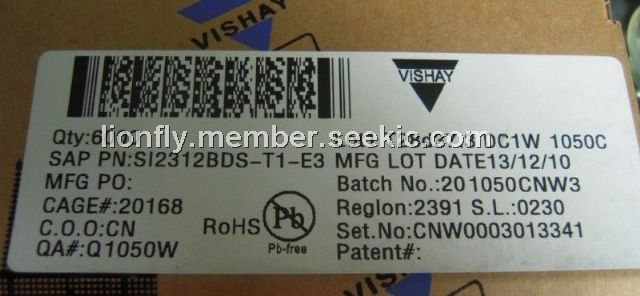 VISHAY
VISHAY
lionfly.member.seekic.com
Qty:
1050C
SAP PN:SI2312BDS-T1-E3 MFG LOT DATE13/12/10
MFG PO:
Batch No.:201050CNW3
CAGE#:20168
Reglon:2391 S.L.:0230
C.O.O:CN
RoHS
Pb
Pb-free
Set.No:CNW0003013341
QA#:Q1050W
Patent#:
VISHAY